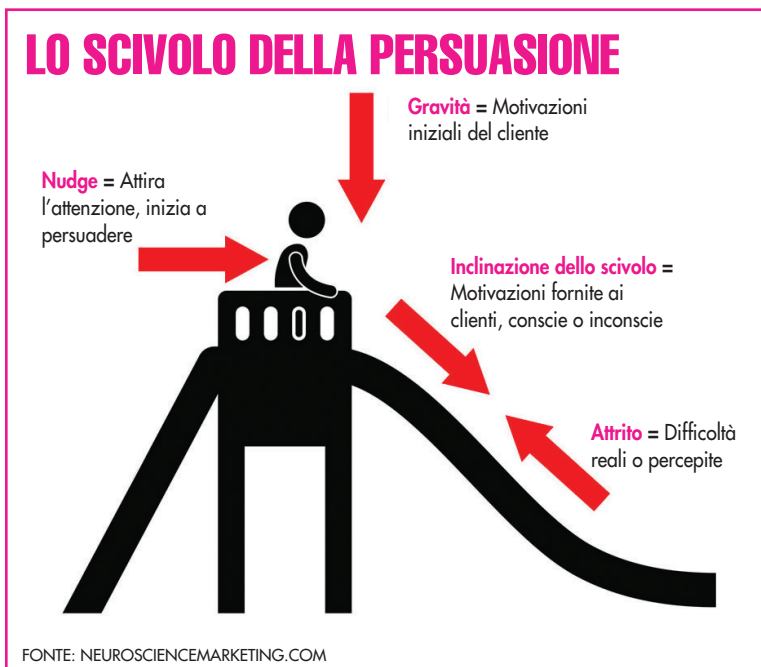 LO SCIVOLO DELLA PERSUASIONE
Gravità = Motivazioni
iniziali del cliente
Nudge = Attira
l'attenzione, inizia a
persuadere
Inclinazione dello scivolo =
Motivazioni fornite ai
clienti, conscie o inconscie
Attrito = Difficoltà
reali o percepite
FONTE: NEUROSCIENCEMARKETING.COM